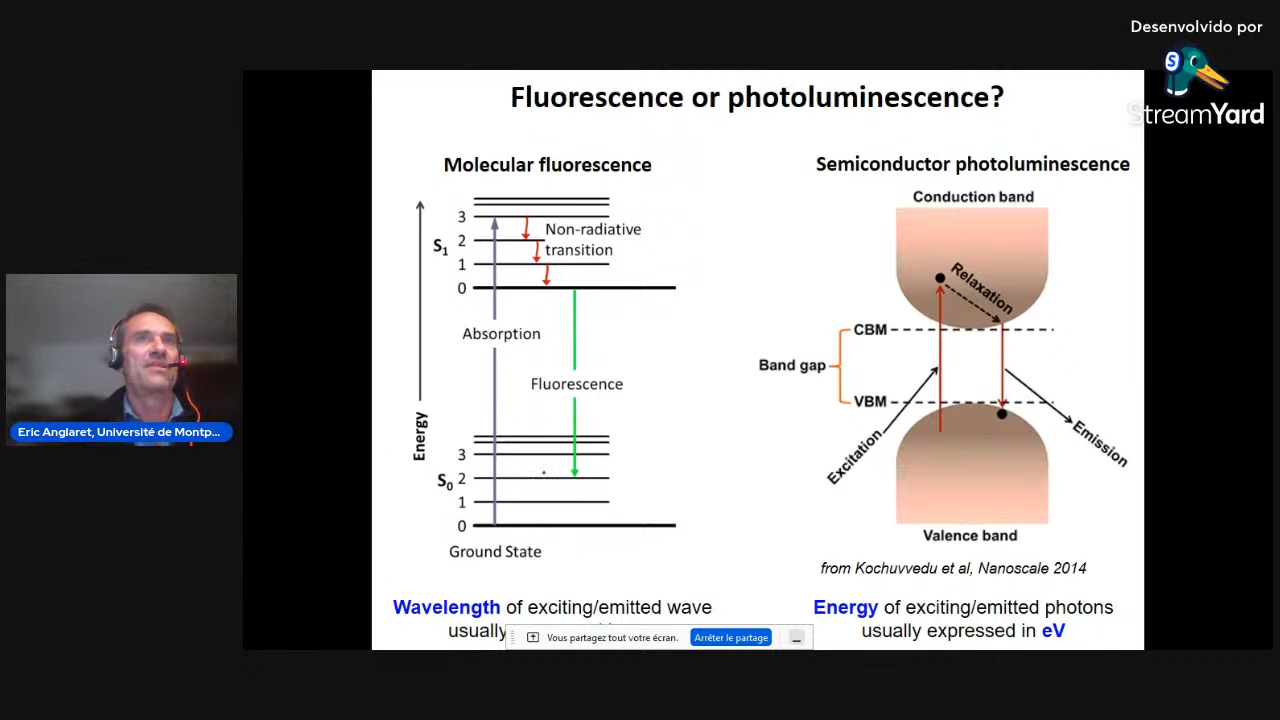 Desenvolvido por
StreamYard
Fluorescence or photoluminescence?
Molecular fluorescence
3
2
1
0
S1
Non-radiative
transition
Absorption
Fluorescence
Energy
3
2
1
0
S0
Ground State
Wavelength of exciting/emitted wave
usually
Semiconductor photoluminescence
Conduction band
Relaxation
CBM
Band gap
VBM
Excitation
Emission
Valence band
from Kochuvvedu et al, Nanoscale 2014
Energy of exciting/emitted photons
usually expressed in eV
Vous partagez tout votre écran.
Arrêter le partage
Eric Anglaret, Université de Montp...